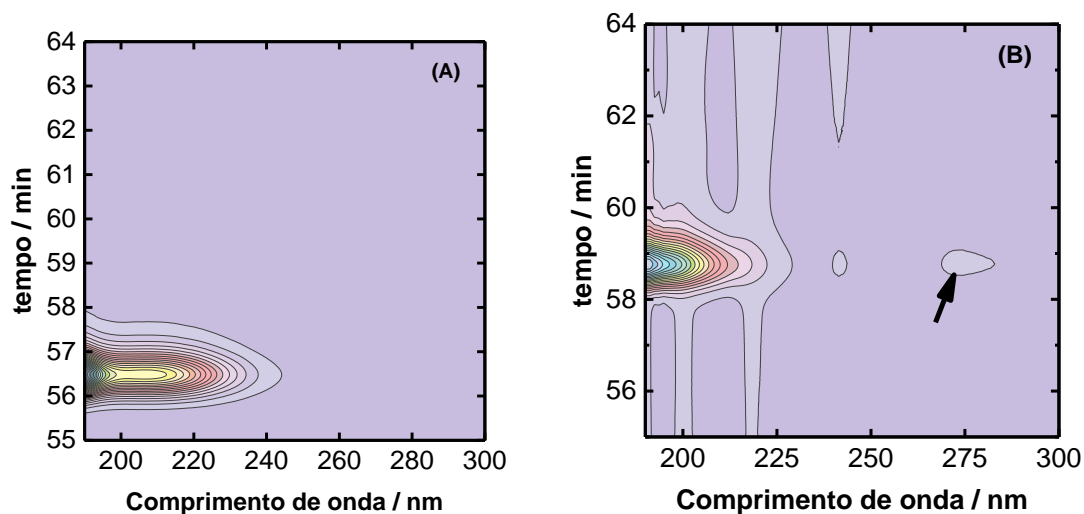 64
63
62
61
60
59
58
57
56
55
tempo / min
(A)
200 220 240 260 280 300
Comprimento de onda / nm
64
62
60
58
56
tempo / min
(B)
200 225 250 275 300
Comprimento de onda / nm